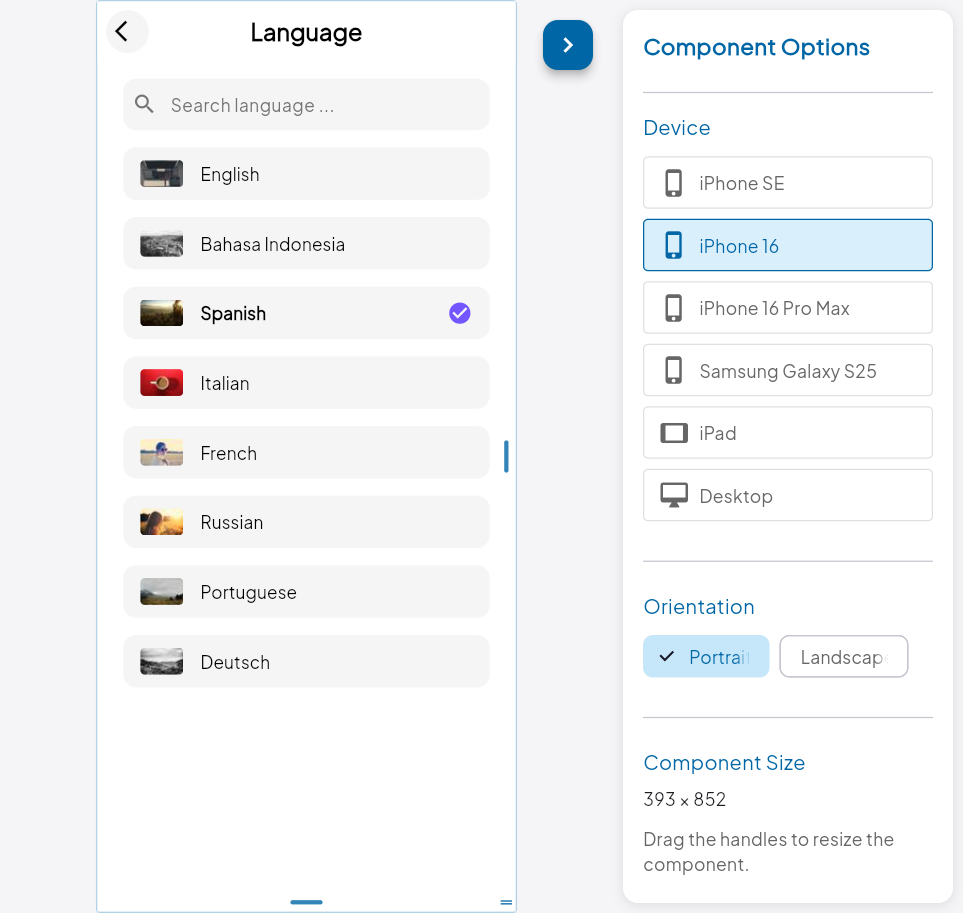 Language
Search language ...
English
Bahasa Indonesia
Spanish
Italian
French
Russian
Portuguese
Deutsch
Component Options
Device
iPhone SE
iPhone 16
iPhone 16 Pro Max
Samsung Galaxy S25
iPad
Desktop
Orientation
Portrai
Landscap
Component Size
393 × 852
Drag the handles to resize the
component.